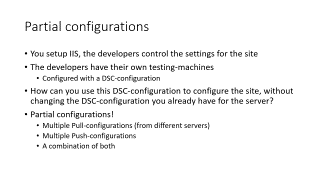 Partial configurations
• You setup IIS, the developers control the settings for the site
• The developers have their own testing-machines
• Configured with a DSC-configuration
• How can you use this DSC-configuration to configure the site, without
changing the DSC-configuration you already have for the server?
• Partial configurations!
• Multiple Pull-configurations (from different servers)
• Multiple Push-configurations
• A combination of both